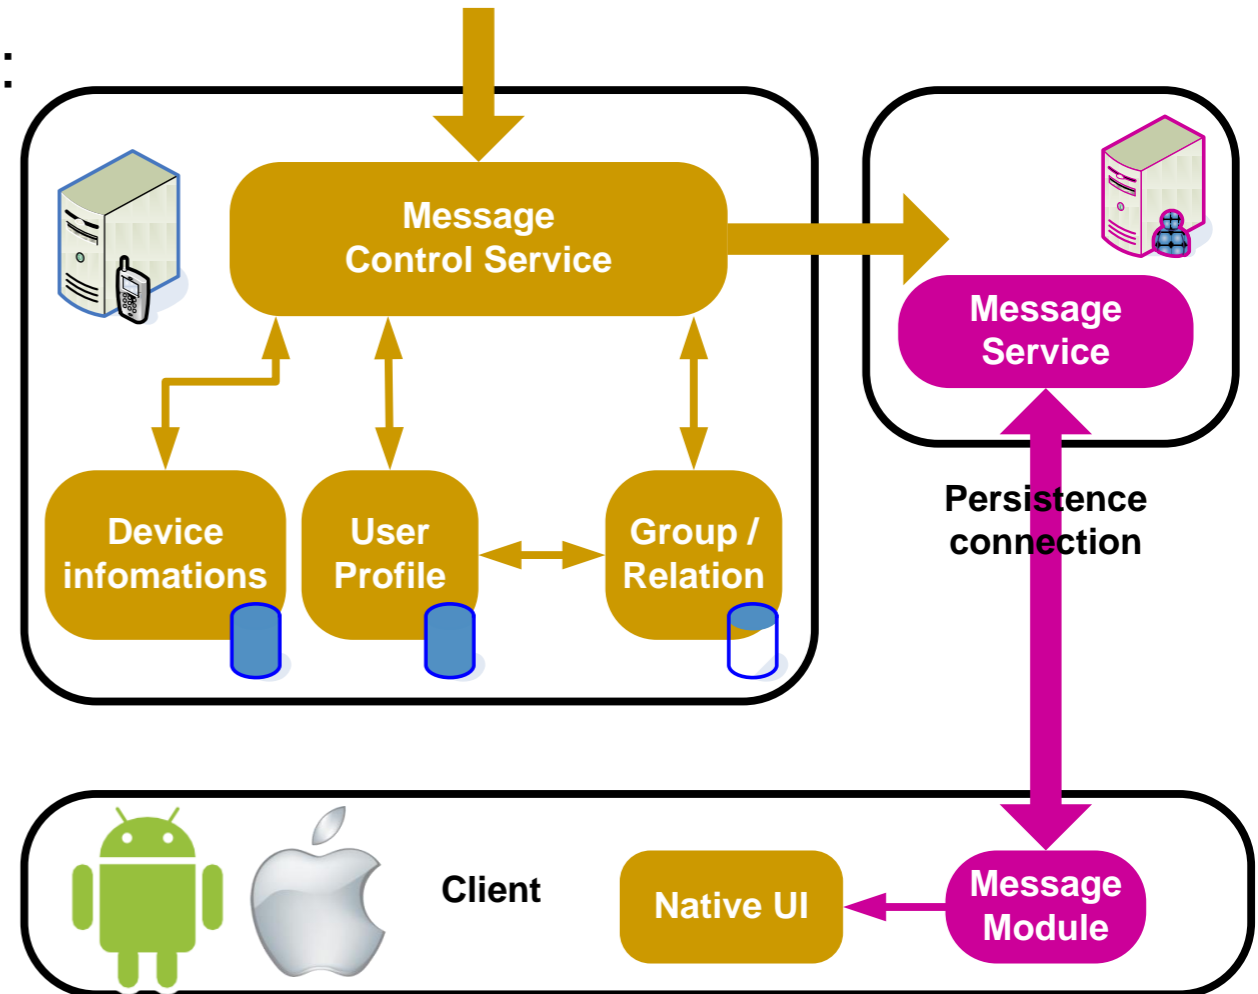 :
Message
Control Service
Message
Service
Device
infomations
User
Profile
Group /
Relation
Persistence
connection
Client
Native UI
Message
Module